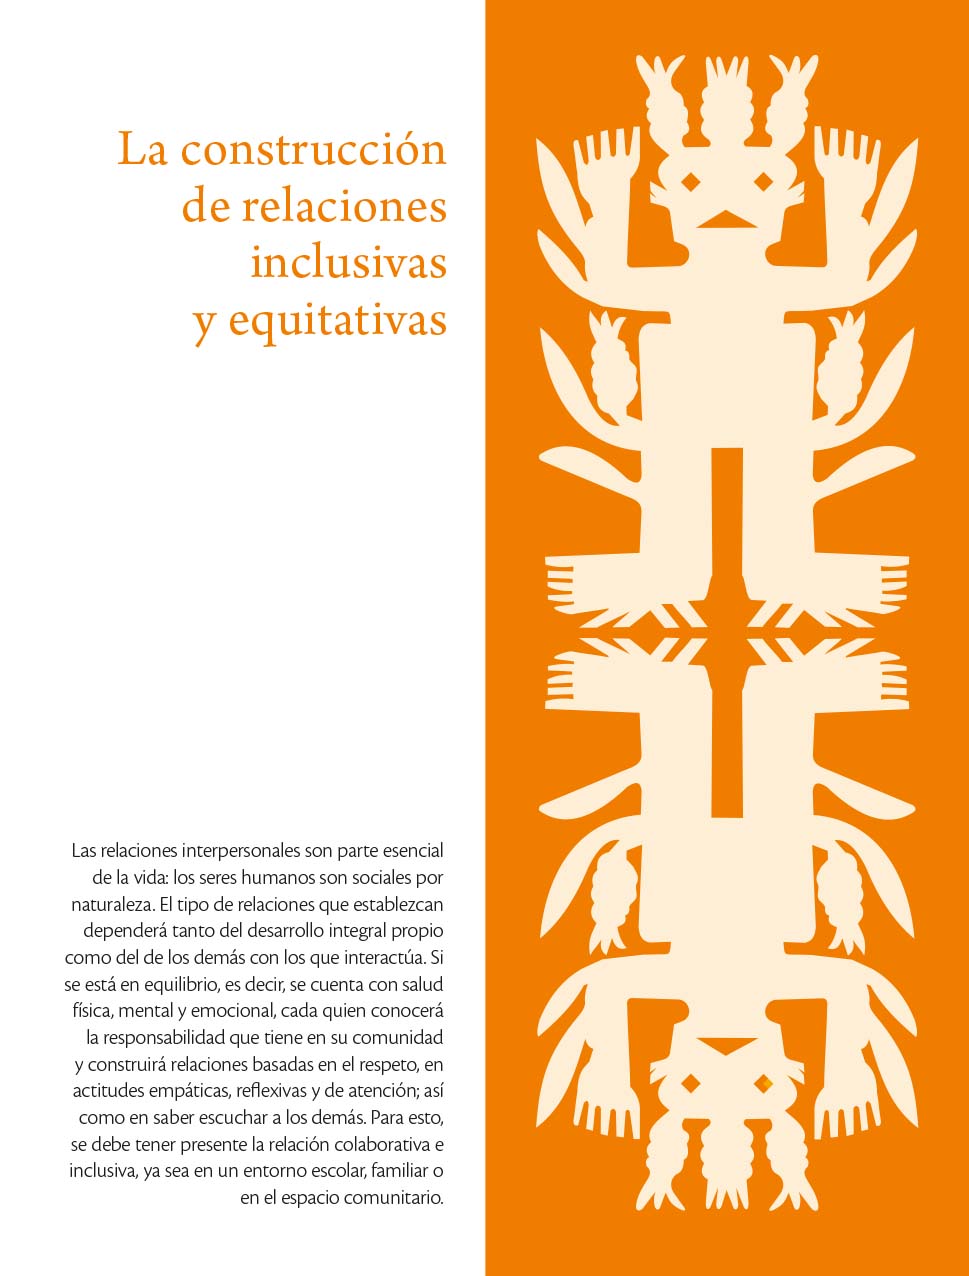 La construcción
de relaciones
inclusivas
y equitativas
Las relaciones interpersonales son parte esencial
de la vida: los seres humanos son sociales por
naturaleza. El tipo de relaciones que establezcan
dependerá tanto del desarrollo integral propio
como del de los demás con los que interactúa. Si
se está en equilibrio, es decir, se cuenta con salud
física, mental y emocional, cada quien conocerá
la responsabilidad que tiene en su comunidad
y construirá relaciones basadas en el respeto, en
actitudes empáticas, reflexivas y de atención; así
como en saber escuchar a los demás. Para esto,
se debe tener presente la relación colaborativa e
inclusiva, ya sea en un entorno escolar, familiar o
en el espacio comunitario.